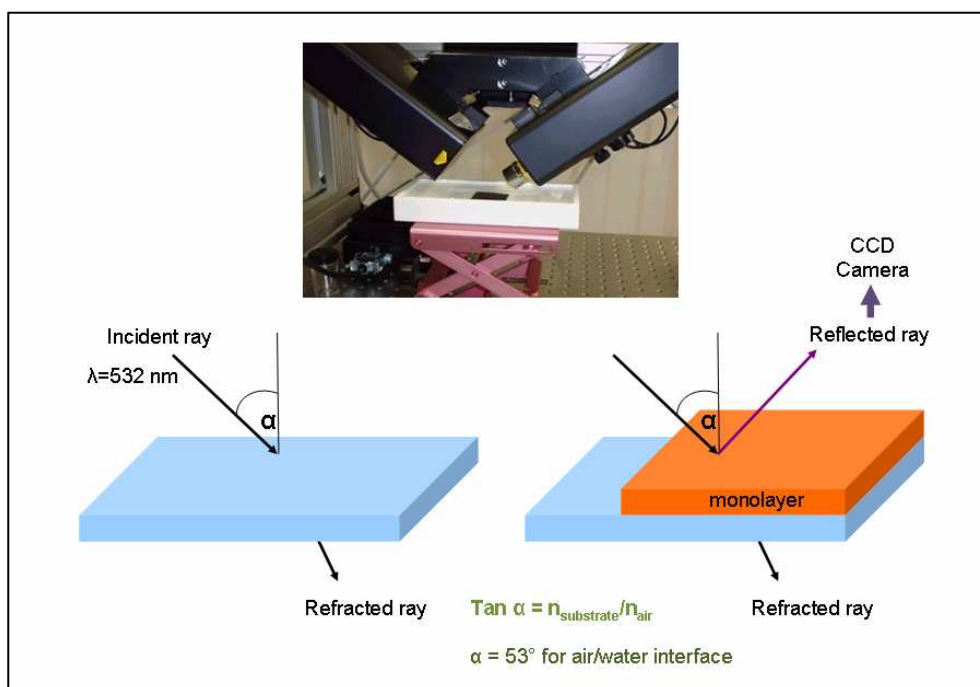 CCD
Camera
Incident ray
Reflected ray
λ=532 nm
α
α
monolayer
Refracted ray
Tan α = nsubstrate/nair
Refracted ray
α = 53° for air/water interface